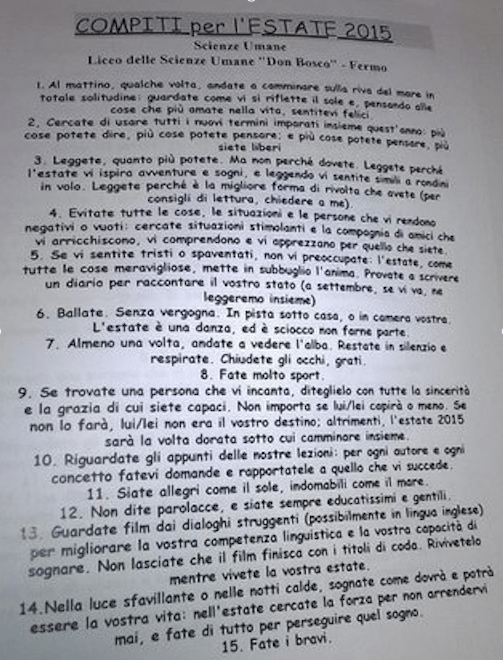 COMPITI per l'ESTATE 2015
Scienze Umane
Liceo delle Scienze Umane "Don Bosco" - Fermo
1. Al mattino, qualche volta, andate a camminare sulla riva del mare in
totale solitudine: guardate come vi si riflette il sole e, pensando alle
cose che più amate nella vita, sentitevi felici.
2, Cercate di usare tutti i nuovi termini imparati insieme quest'anno: più
cose potete dire, più cose potete pensare; e più cose potete pensare, più
siete liberi
3. Leggete, quanto più potete. Ma non perché dovete. Leggete perché
l'estate vi ispira avventure e sogni, e leggendo vi sentite simili a rondini
in volo. Leggete perché è la migliore forma di rivolta che avete (per
consigli di lettura, chiedere a me).
4. Evitate tutte le cose, le situazioni e le persone che vi rendono
negativi o vuoti: cercate situazioni stimolanti e la compagnia di amici che
vi arricchiscono, vi comprendono e vi apprezzano per quello che siete.
5. Se vi sentite tristi o spaventati, non vi preoccupate: l'estate, come
tutte le cose meravigliose, mette in subbuglio l'anima. Provate a scrivere
un diario per raccontare il vostro stato (a settembre, se vi va, ne
leggeremo insieme)
6. Ballate. Senza vergogna. In pista sotto casa, o in camera vostra.
L'estate è una danza, ed è sciocco non farne parte.
7. Almeno una volta, andate a vedere l'alba. Restate in silenzio e
respirate. Chiudete gli occhi, grati.
8. Fate molto sport.
9. Se trovate una persona che vi incanta, diteglielo con tutta la sincerità
e la grazia di cui siete capaci. Non importa se lui/lei capirà o meno. Se
non lo farà, lui/lei non era il vostro destino; altrimenti, l'estate 2015
sarà la volta dorata sotto cui camminare insieme.
10. Riguardate gli appunti delle nostre lezioni: per ogni autore e ogni
concetto fatevi domande e rapportatele a quello che vi succede.
11. Siate allegri come il sole, indomabili come il mare.
12. Non dite parolacce, e siate sempre educatissimi e gentili.
13. Guardate film dai dialoghi struggenti (possibilmente in lingua inglese)
per migliorare la vostra competenza linguistica e la vostra capacità di
sognare. Non lasciate che il film finisca con i titoli di coda. Rivivetelo
mentre vivete la vostra estate.
14.Nella luce sfavillante o nelle notti calde, sognate come dovrà e potrà
essere la vostra vita: nell'estate cercate la forza per non arrendervi
mai, e fate di tutto per perseguire quel sogno.
15. Fate i bravi.